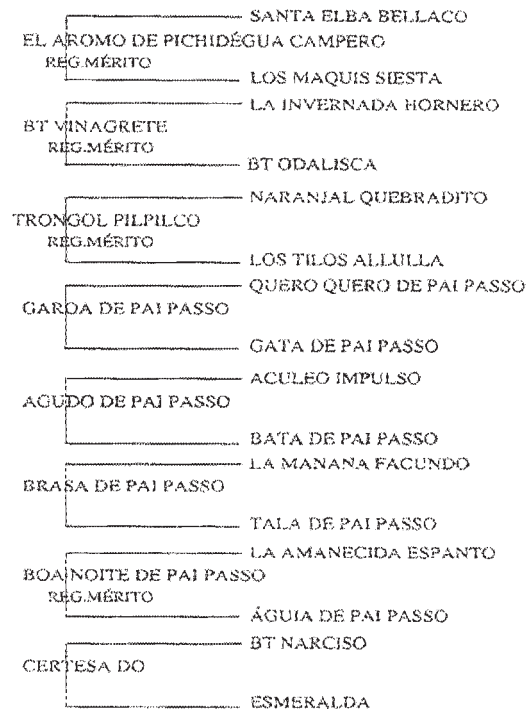 SANTA ELBA BELLACO
EL AROMO DE PICHIDÉGUA CAMPERO
REG.MÉRITO
LOS MAQUIS SIESTA
LA INVERNADA HORNERO
BT VINAGRETE
REG.MÉRITO
BT ODALISCA
NARANJAL QUEBRADITO
TRONGOL PILPILCO
REG.MÉRITO
LOS TILOS ALLULLA
QUERO QUERO DE PAI PASSO
GAROA DE PAI PASSO
GATA DE PAI PASSO
ACULEO IMPULSO
AGUDO DE PAI PASSO
BATA DE PAI PASSO
LA MANANA FACUNDO
BRASA DE PAI PASSO
TALA DE PAI PASSO
LA AMANECIDA ESPANTO
BOA NOITE DE PAI PASSO
REG.MÉRITO
ÁGUIA DE PAI PASSO
BT NARCISO
CERTESA DO
ESMERALDA